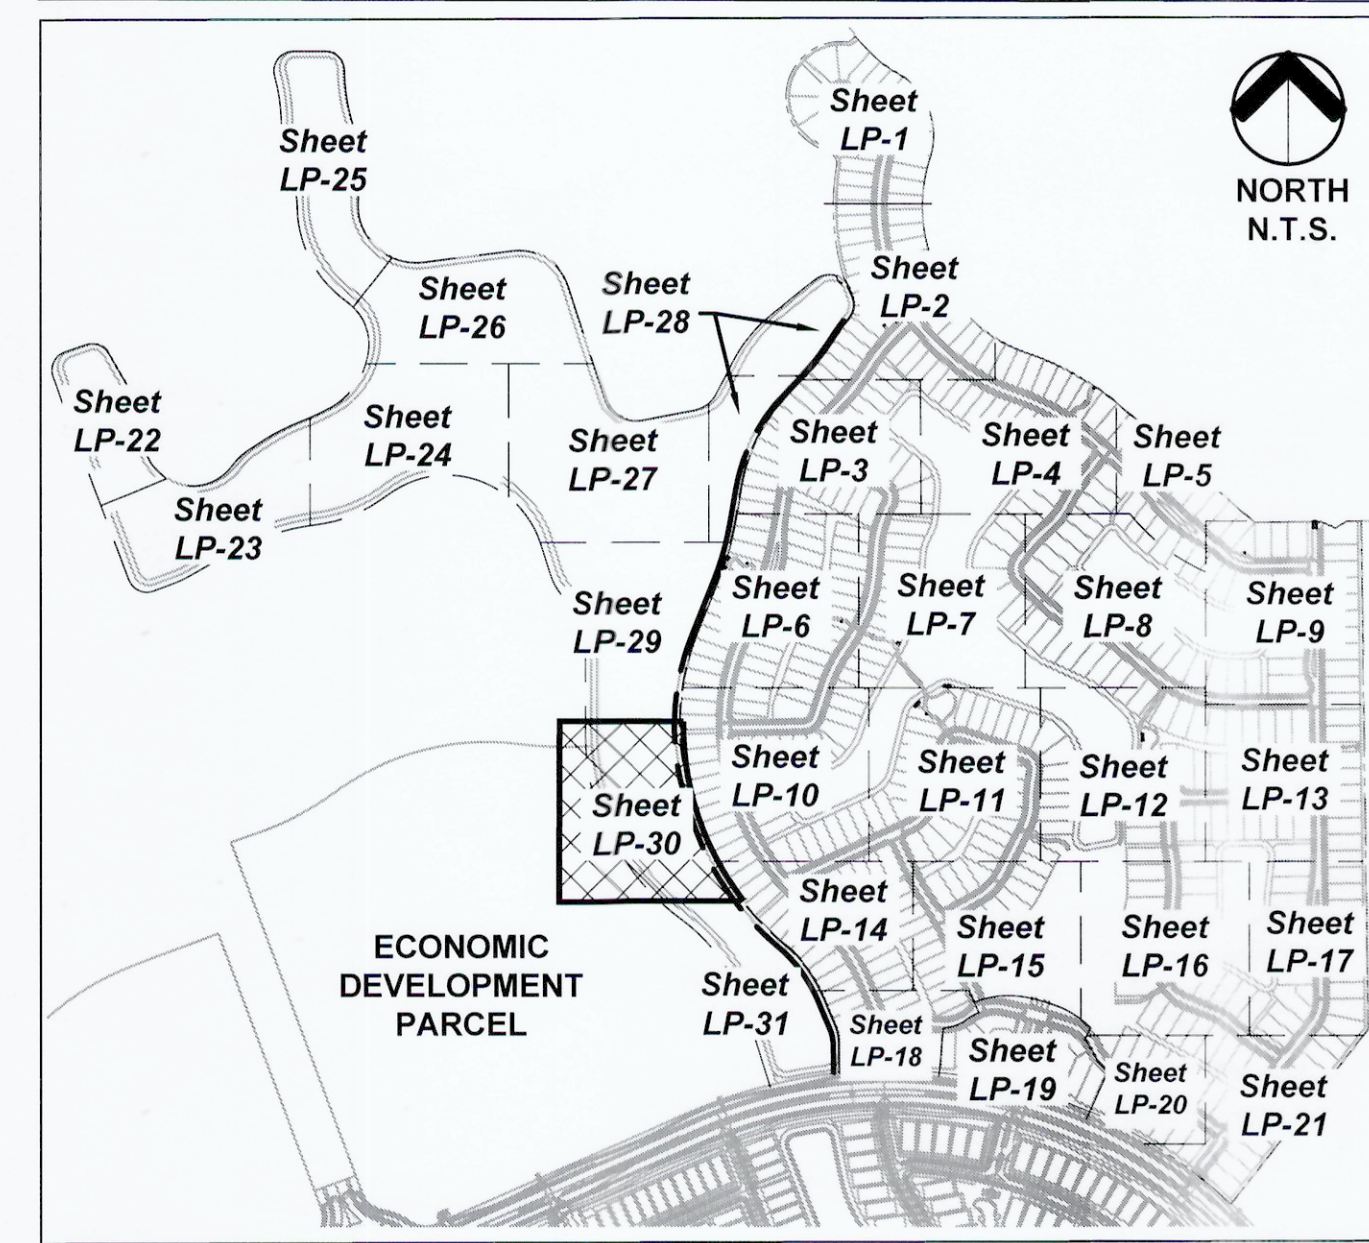 Sheet
LP-1
Sheet
LP-25
NORTH
N.T.S.
Sheet
LP-2
Sheet
LP-26
Sheet
LP-28
Sheet
LP-22
Sheet
LP-24
Sheet
LP-27
Sheet
LP-3
Sheet
LP-4
Sheet
LP-5
Sheet
LP-23
Sheet
LP-29
Sheet
LP-6
Sheet
LP-7
Sheet
LP-8
Sheet
LP-9
Sheet
LP-30
Sheet
LP-10
Sheet
LP-11
Sheet
LP-12
Sheet
LP-13
ECONOMIC
DEVELOPMENT
PARCEL
Sheet
LP-14
Sheet
LP-15
Sheet
LP-16
Sheet
LP-17
Sheet
LP-31
Sheet
LP-18
Sheet
LP-19
Sheet
LP-20
Sheet
LP-21